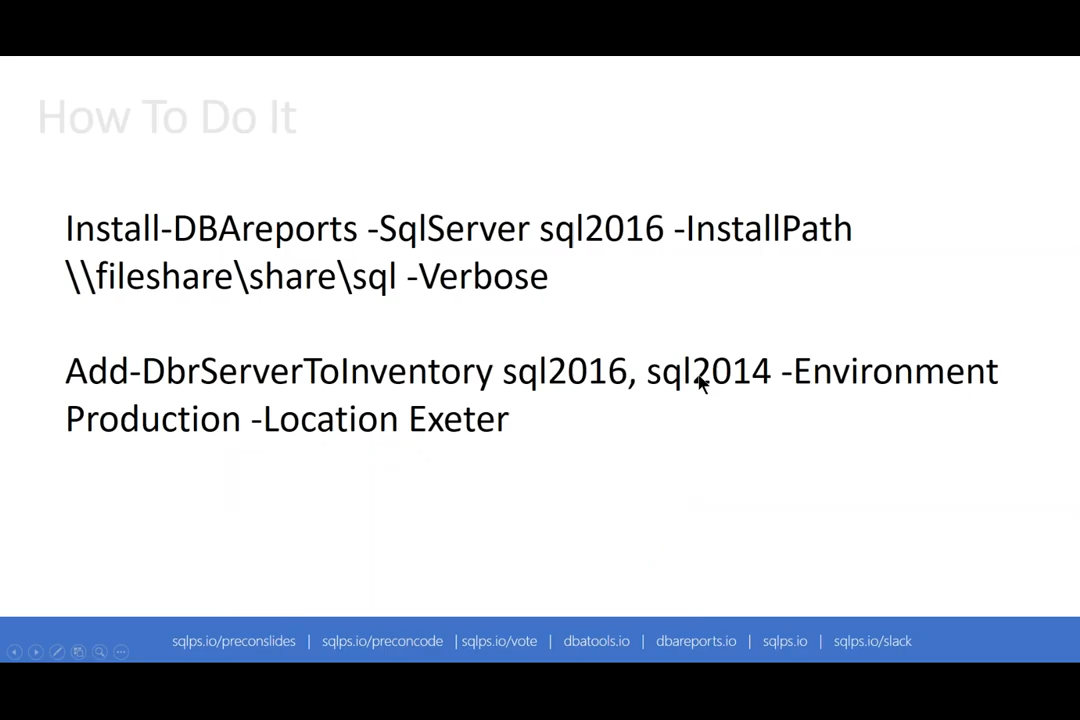 How To Do It
Install-DBAreports -SqlServer sql2016 -InstallPath
\\fileshare\share\sql -Verbose
Add-DbrServerToInventory sql2016, sql2014 -Environment
Production -Location Exeter
sqlps.io/preconslides | sqlps.io/preconcode | sqlps.io/vote | dbatools.io | dbareports.io | sqlps.io | sqlps.io/slack